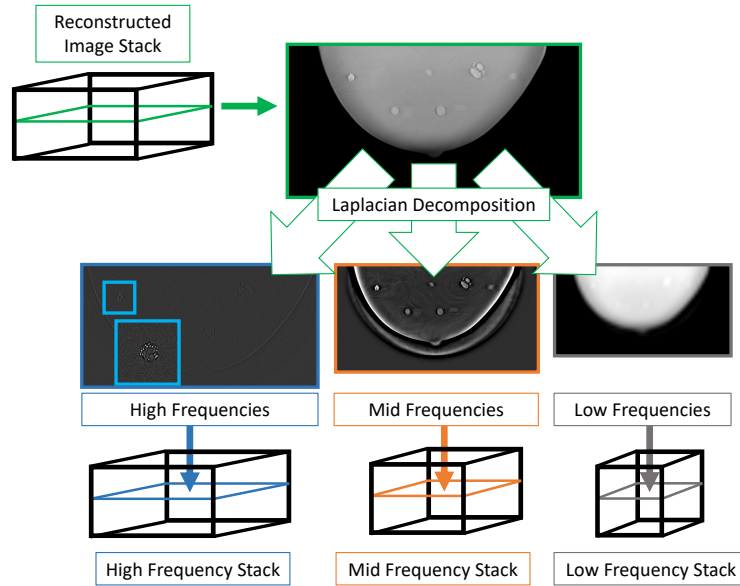 Reconstructed
Image Stack
Laplacian Decomposition
High Frequencies
Mid Frequencies
Low Frequencies
High Frequency Stack
Mid Frequency Stack
Low Frequency Stack